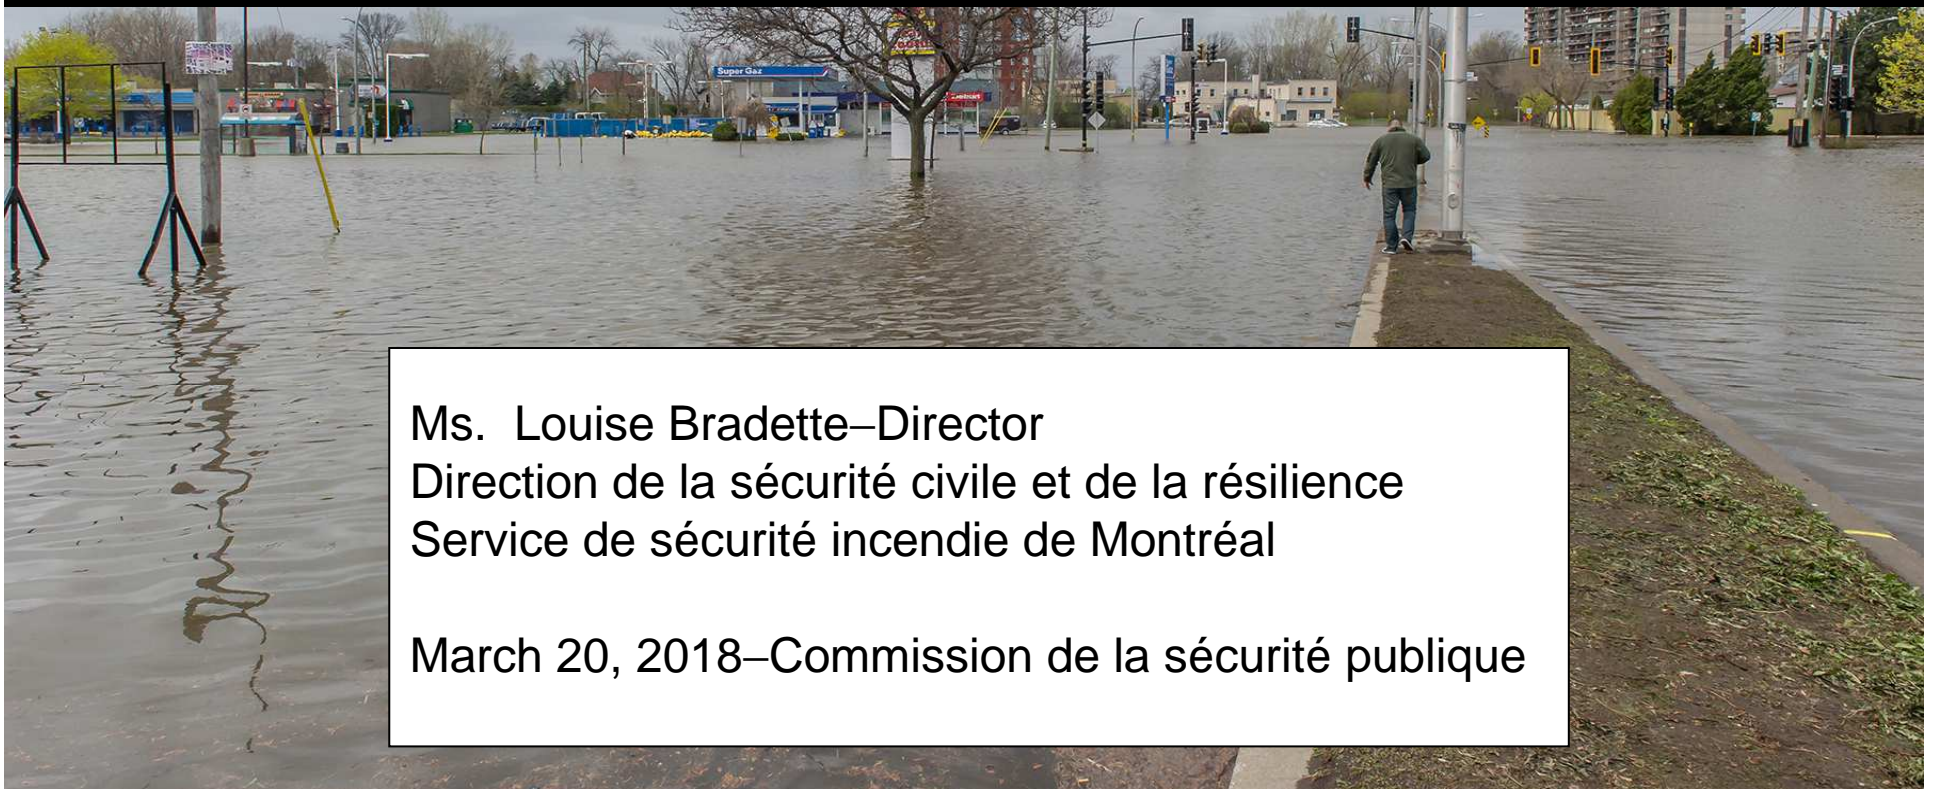 Super Gaz
Ms. Louise Bradette–Director
Direction de la sécurité civile et de la résilience
Service de sécurité incendie de Montréal
March 20, 2018–Commission de la sécurité publique